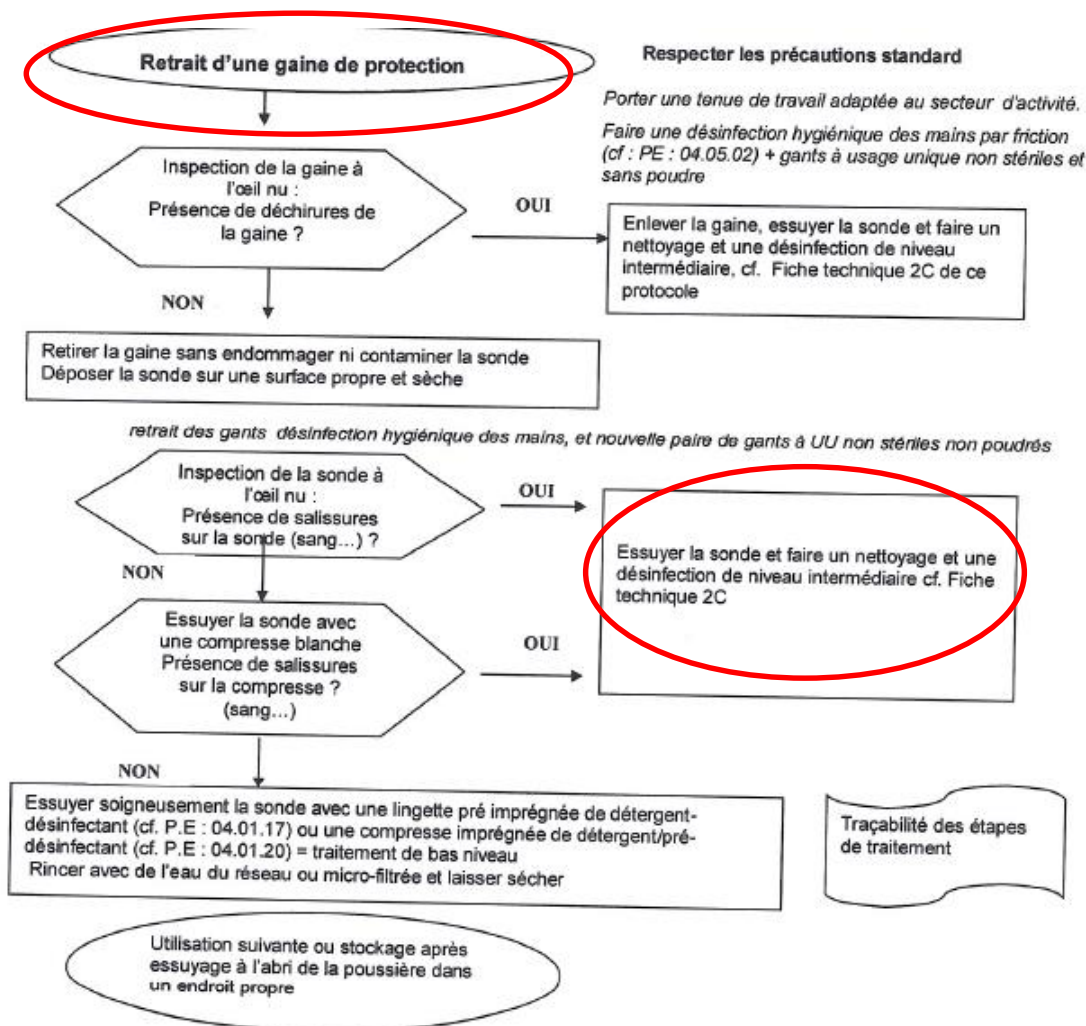 Retrait d'une gaine de protection
Respecter les précautions standard
Porter une tenue de travail adaptée au secteur d'activité.
Faire une désinfection hygiénique des mains par friction
(cf : PE : 04.05.02) + gants à usage unique non stériles et
sans poudre
Inspection de la gaine à
l'œil nu :
Présence de déchirures de
la gaine ?
OUI
Enlever la gaine, essuyer la sonde et faire un
nettoyage et une désinfection de niveau
intermédiaire, cf. Fiche technique 2C de ce
protocole
NON
Retirer la gaine sans endommager ni contaminer la sonde
Déposer la sonde sur une surface propre et sèche
retrait des gants désinfection hygiénique des mains, et nouvelle paire de gants à UU non stériles non poudrés
Inspection de la sonde à
l'œil nu :
Présence de salissures
sur la sonde (sang...) ?
OUI
Essuyer la sonde et faire un nettoyage et une
désinfection de niveau intermédiaire cf. Fiche
technique 2C
NON
Essuyer la sonde avec
une compresse blanche
Présence de salissures
sur la compresse ?
(sang...)
OUI
NON
Essuyer soigneusement la sonde avec une lingette pré imprégnée de détergent-
désinfectant (cf. P.E : 04.01.17) ou une compresse imprégnée de détergent/pré-
désinfectant (cf. P.E : 04.01.20) = traitement de bas niveau
Rincer avec de l'eau du réseau ou micro-filtrée et laisser sécher
Traçabilité des étapes
de traitement
Utilisation suivante ou stockage après
essuyage à l'abri de la poussière dans
un endroit propre